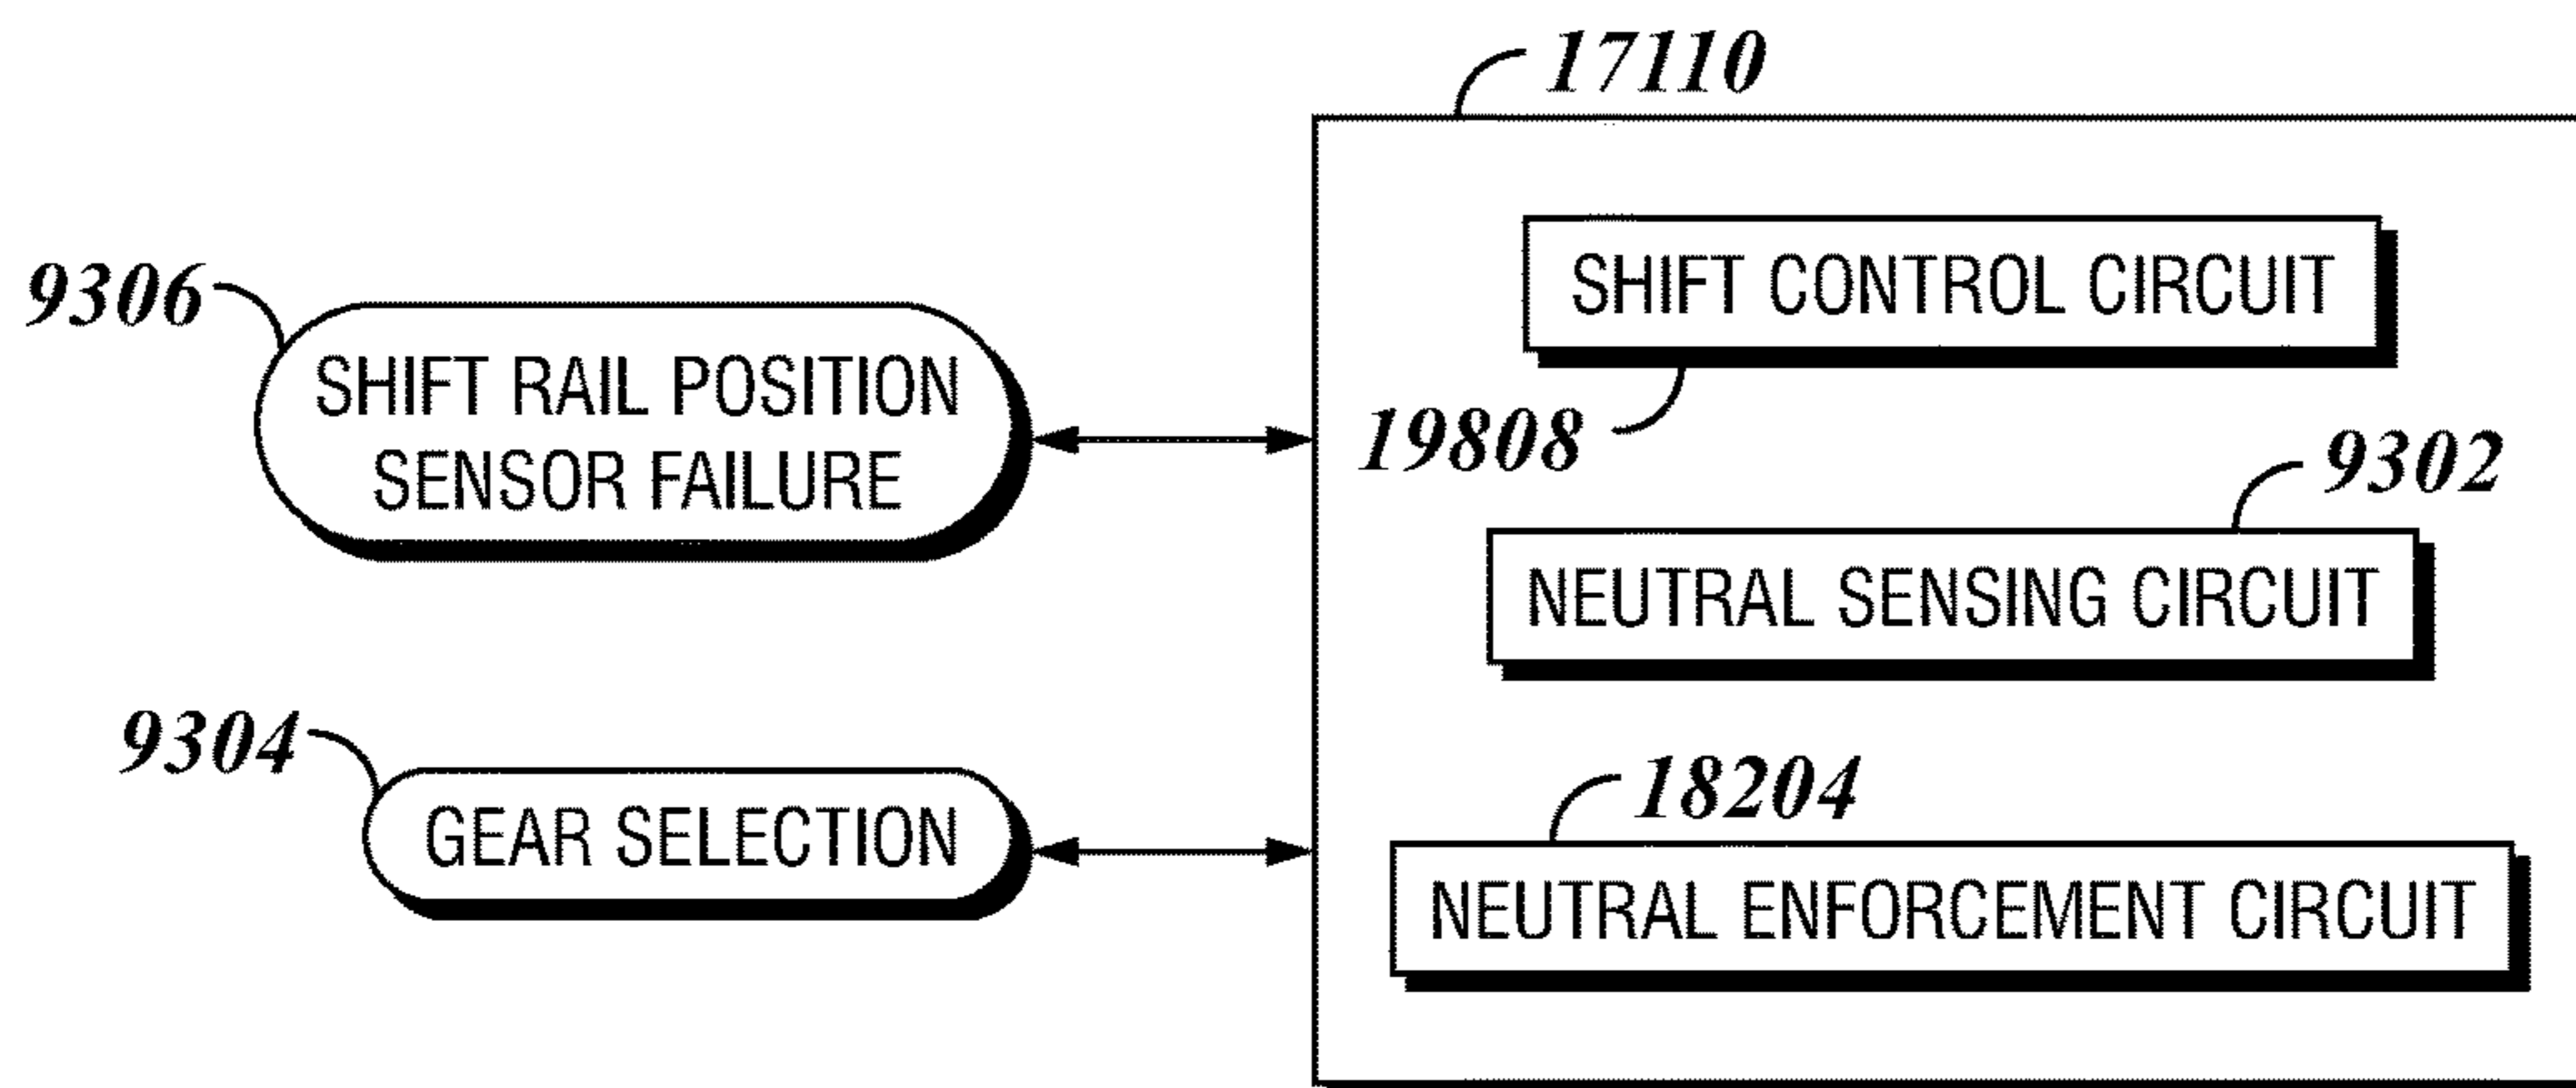 17110
SHIFT CONTROL CIRCUIT
9306
SHIFT RAIL POSITION
SENSOR FAILURE
19808
9302
NEUTRAL SENSING CIRCUIT
9304
GEAR SELECTION
18204
NEUTRAL ENFORCEMENT CIRCUIT